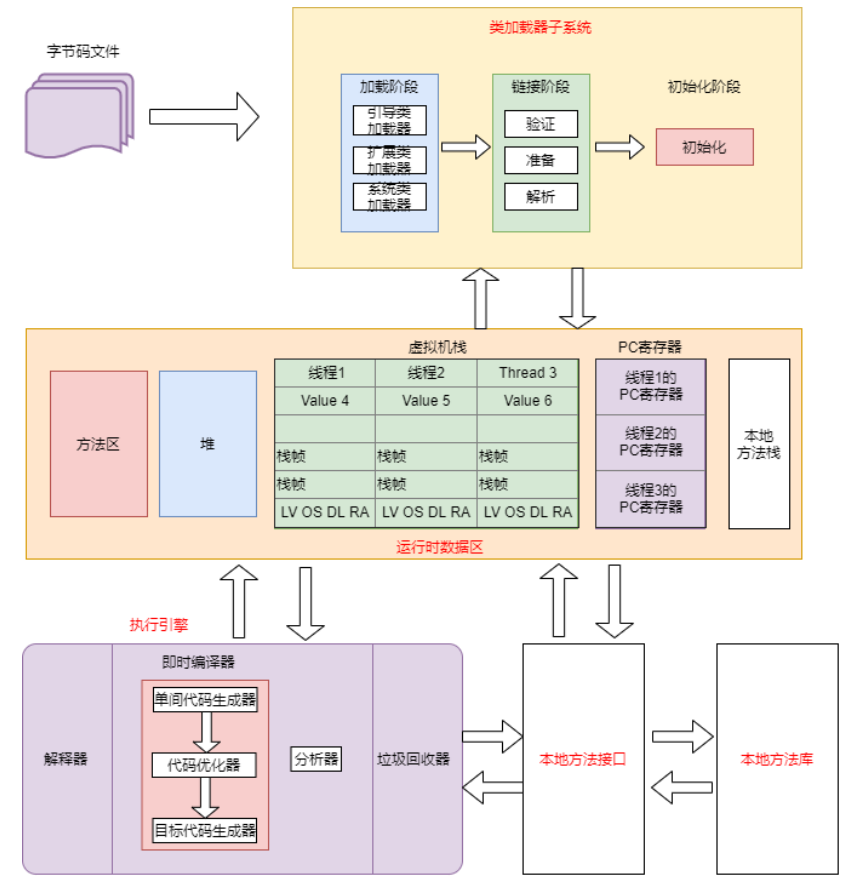 类加载器子系统
字节码文件
加载阶段
引导类
加载器
扩展类
加载器
系统类
加载器
链接阶段
验证
准备
解析
初始化阶段
初始化
方法区
堆
虚拟机栈
线程1 线程2 Thread 3
Value 4 Value 5 Value 6
栈帧 栈帧 栈帧
栈帧 栈帧 栈帧
LV OS DL RA LV OS DL RA LV OS DL RA
PC寄存器
线程1的
PC寄存器
线程2的
PC寄存器
线程3的
PC寄存器
本地
方法栈
运行时数据区
执行引擎
解释器
即时编译器
单间代码生成器
代码优化器
目标代码生成器
分析器
垃圾回收器
本地方法接口
本地方法库